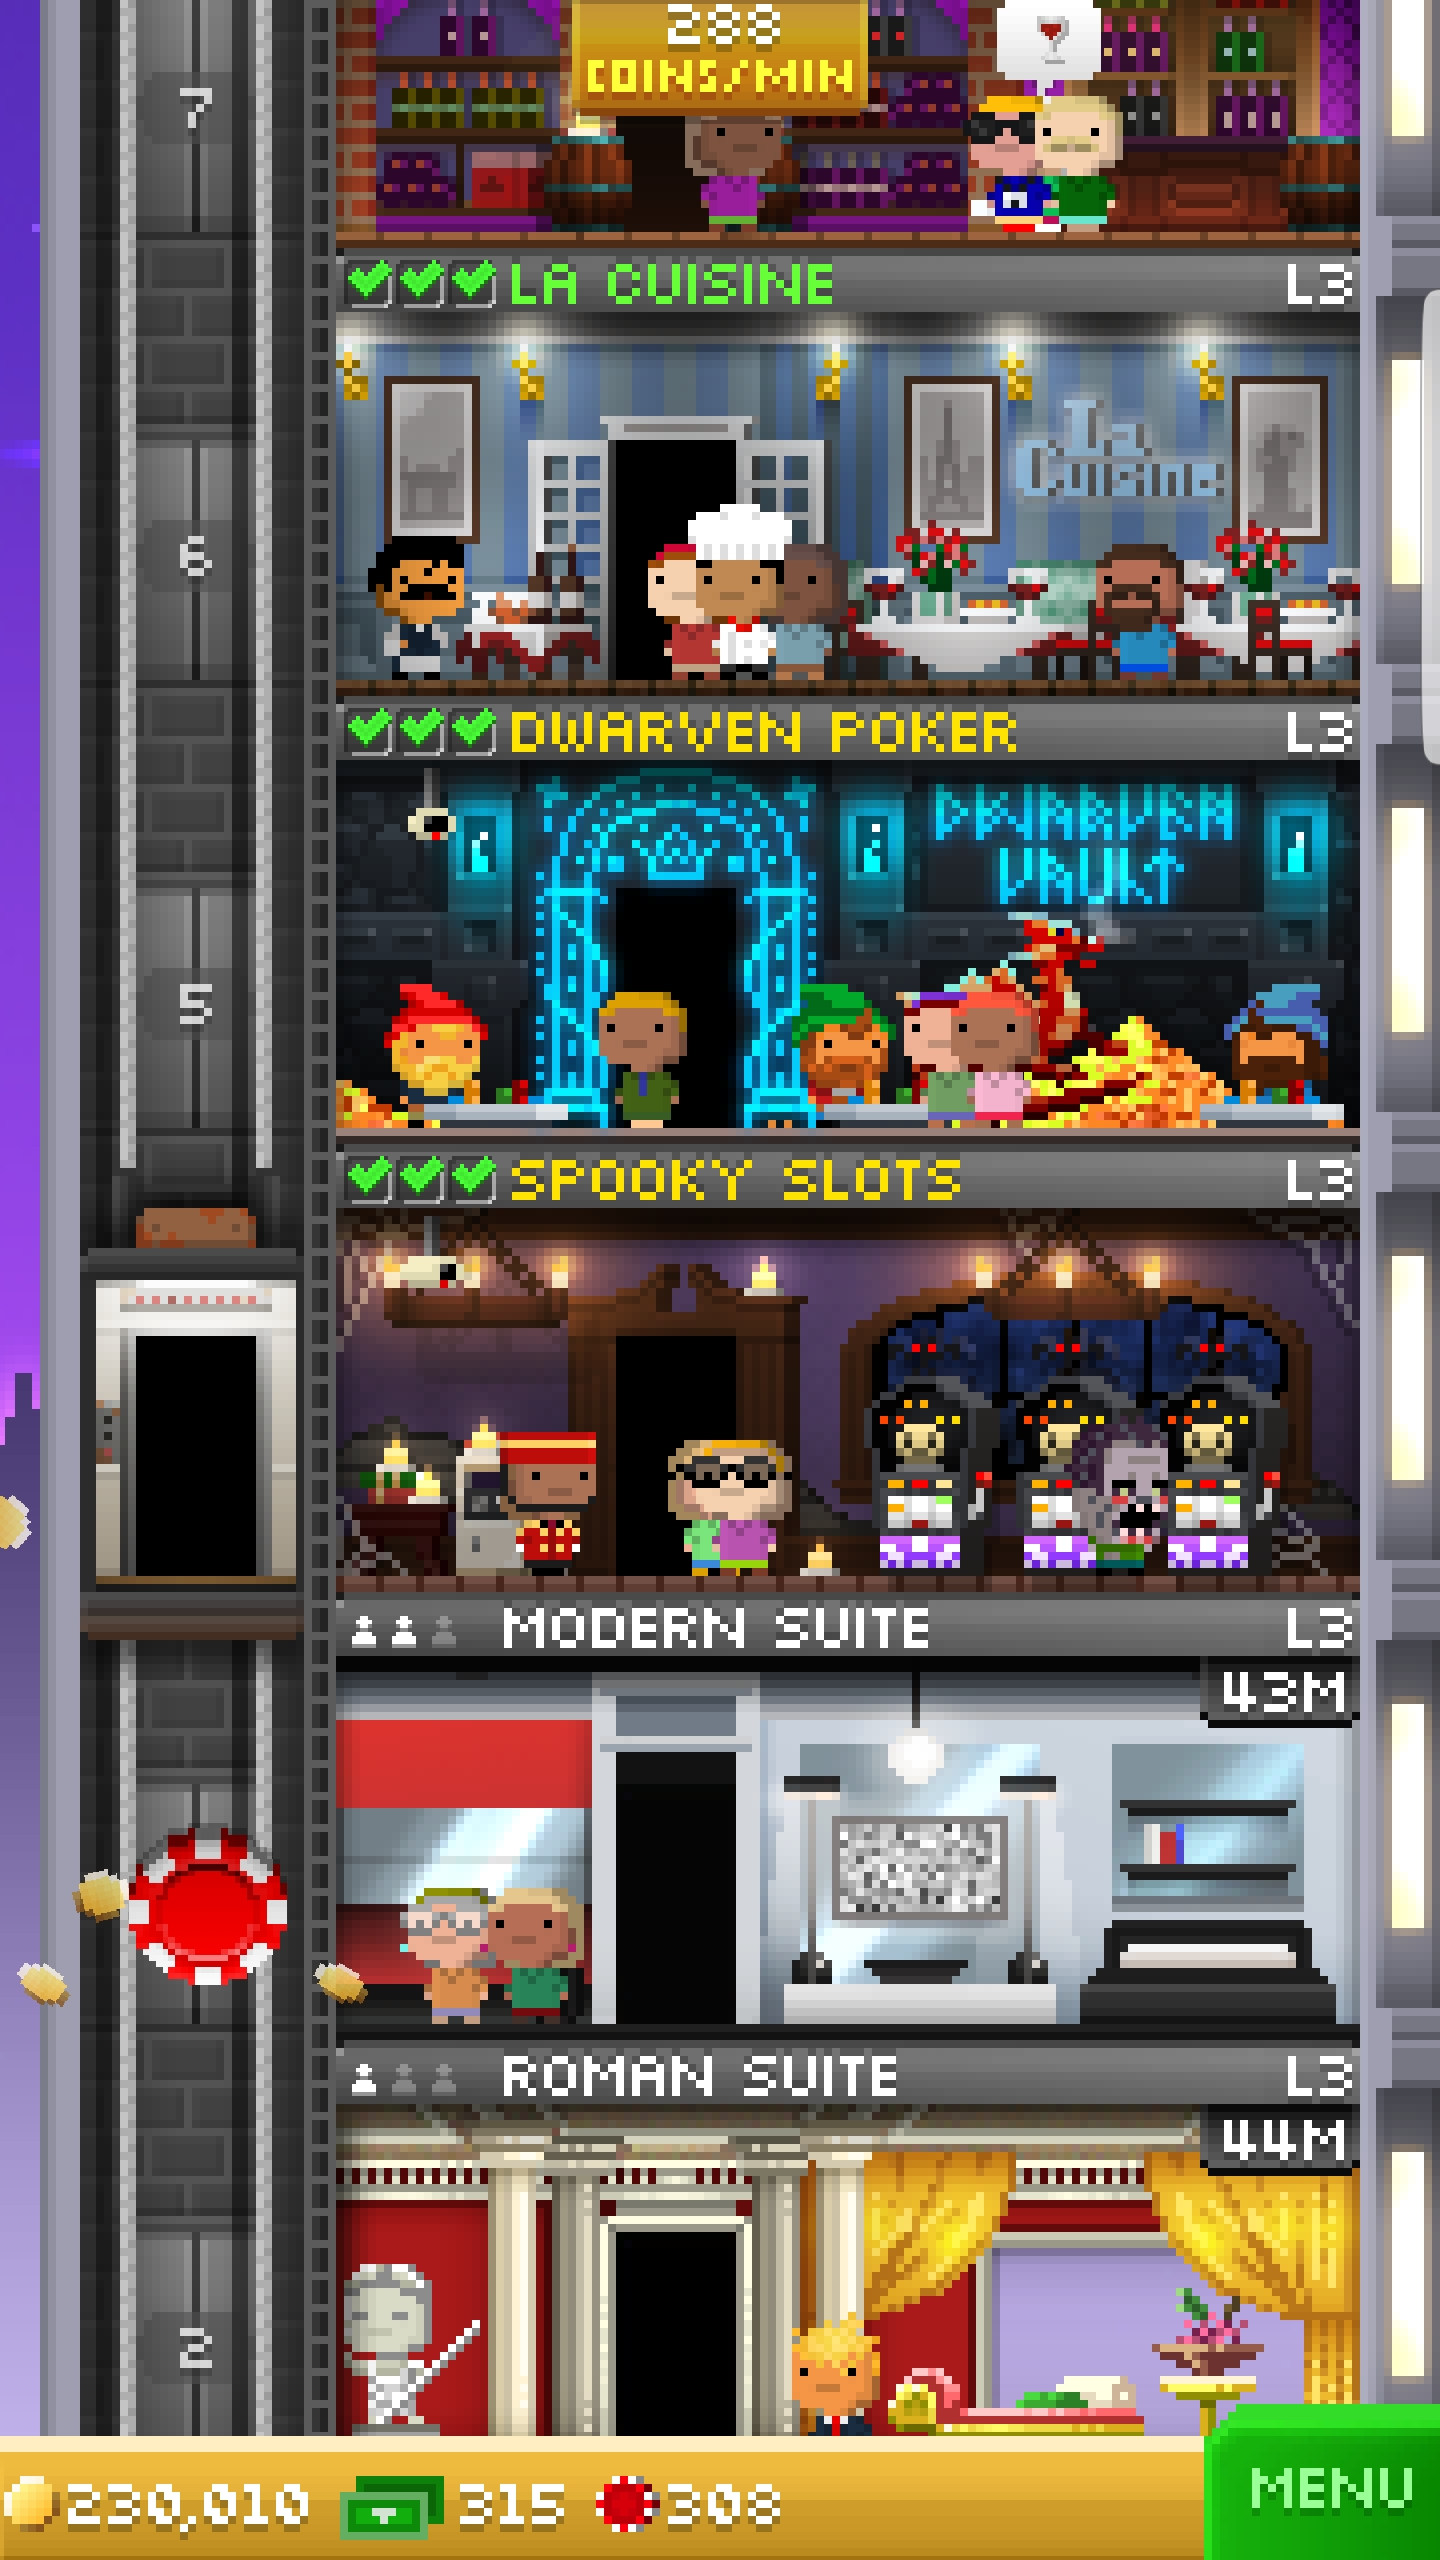 288
COINS/MIN
7
LA CUISINE L3
La
Cuisine
6
DWARVEN POKER L3
DWARVEN
VAULT
5
SPOOKY SLOTS L3
MODERN SUITE L3
43M
ROMAN SUITE L3
44M
2
230,010 315 308
MENU